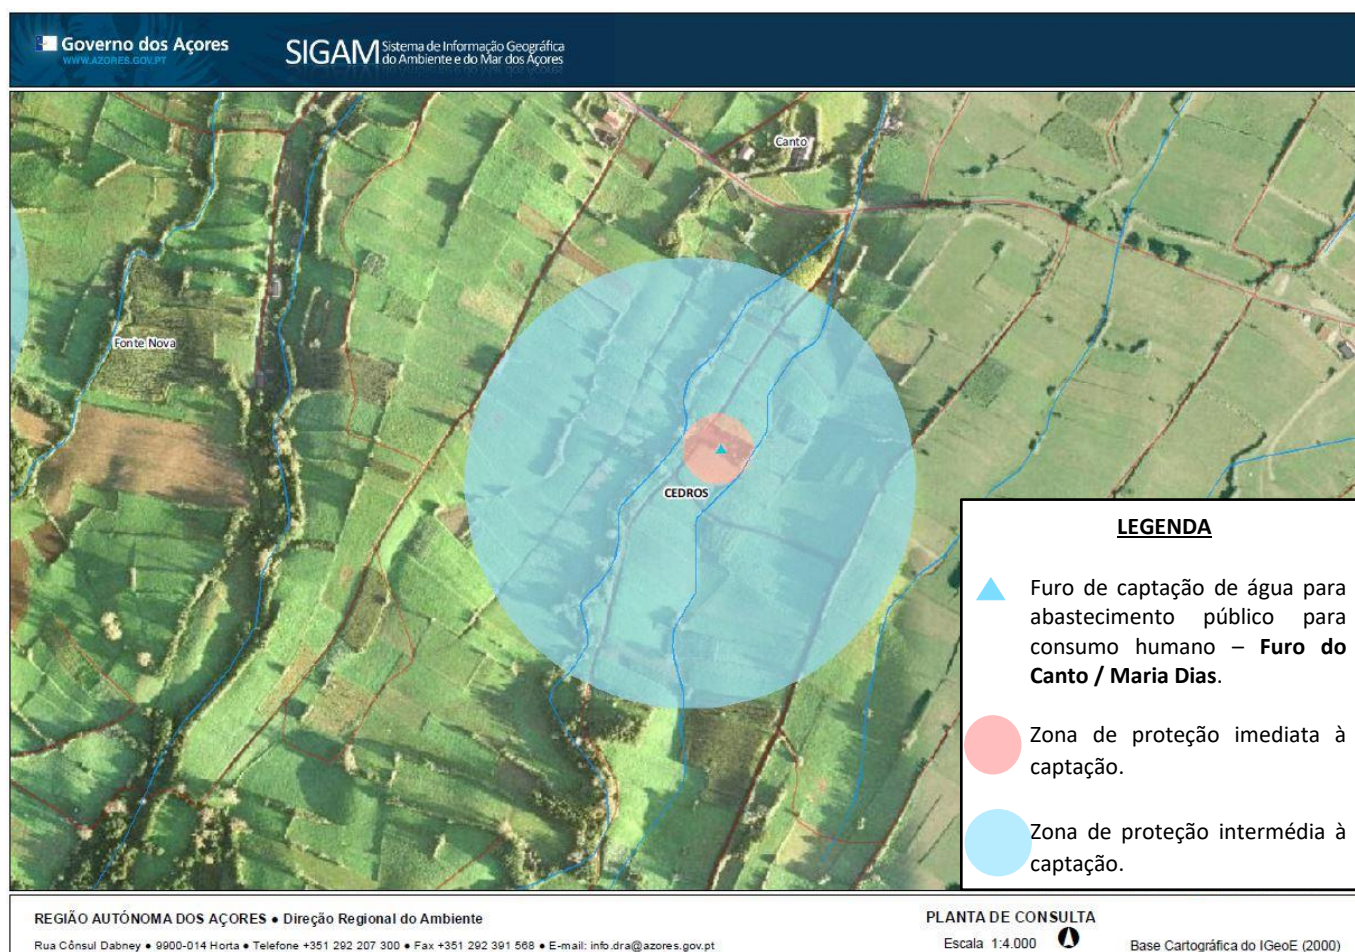 Governo dos Açores
WWW.AZORES.GOV.PT
SIGAM Sistema de Informação Geográfica
do Ambiente e do Mar dos Açores
Canto
Fonte Nova
CEDROS
LEGENDA
Furo de captação de água para
abastecimento público para
consumo humano – Furo do
Canto / Maria Dias.
Zona de proteção imediata à
captação.
Zona de proteção intermédia à
captação.
REGIÃO AUTÓNOMA DOS AÇORES ● Direção Regional do Ambiente
Rua Cônsul Dabney ● 9900-014 Horta ● Telefone +351 292 207 300 ● Fax +351 292 391 568 ● E-mail: info.dra@azores.gov.pt
PLANTA DE CONSULTA
Escala 1:4.000
Base Cartográfica do IGeoE (2000)